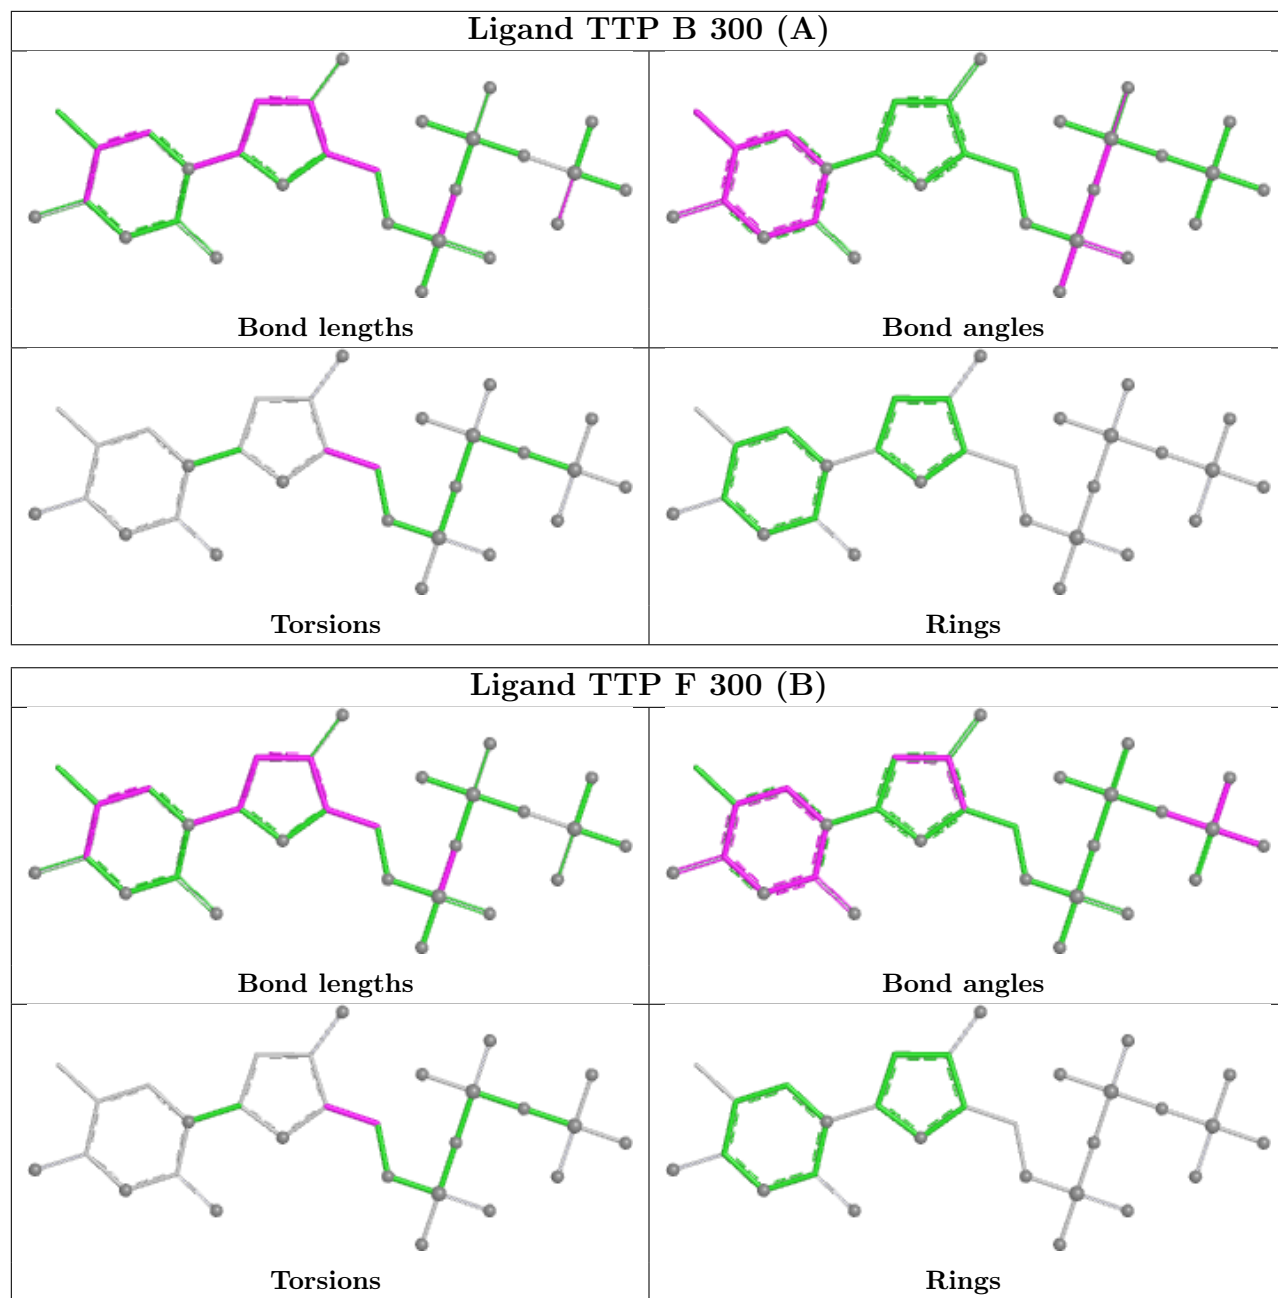 Ligand TTP B 300 (A)
Bond lengths
Bond angles
Torsions
Rings
Ligand TTP F 300 (B)
Bond lengths
Bond angles
Torsions
Rings